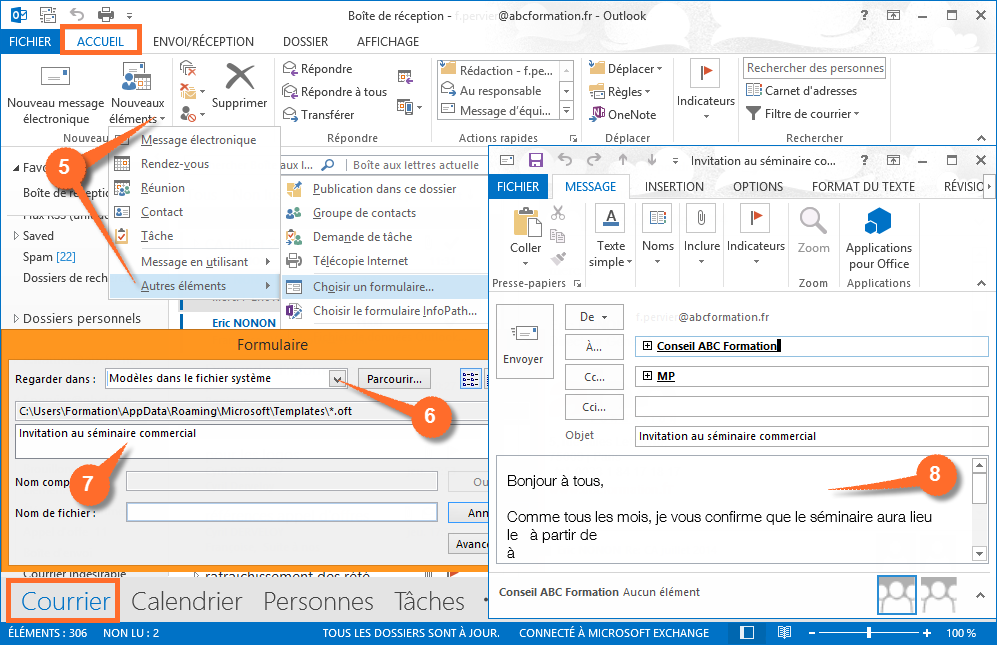 Boîte de réception - f.pervier@abcformation.fr - Outlook
FICHIER ACCUEIL ENVOI/RÉCEPTION DOSSIER AFFICHAGE
Nouveau message électronique
Nouveaux éléments
Supprimer
Répondre
Répondre à tous
Transférer
Rédaction - f.pe...
Au responsable
Message d'équi...
Déplacer
Règles
OneNote
Indicateurs
Rechercher des personnes
Carnet d'adresses
Filtre de courrier
Nouveau
Répondre
Actions rapides
Déplacer
Rechercher
5
Message électronique
Rendez-vous
Réunion
Contact
Tâche
Message en utilisant
Autres éléments
Favo
Boîte de réceptio
Flux RSS
Saved
Spam [22]
Dossiers de rech
Dossiers personnels
aux l...
Boîte aux lettres actuelle
Publication dans ce dossier
Groupe de contacts
Demande de tâche
Télécopie Internet
Choisir un formulaire...
Choisir le formulaire InfoPath...
Eric NONON
Formulaire
Regarder dans : Modèles dans le fichier système Parcourir...
6
C:\Users\Formation\AppData\Roaming\Microsoft\Templates\*.oft
Invitation au séminaire commercial
7
Nom comp
Ou
Nom de fichier :
Ann
Avanc
Courrier indésirable
rafraichissement des rété
Courrier Calendrier Personnes Tâches
ÉLÉMENTS : 306 NON LU : 2 TOUS LES DOSSIERS SONT À JOUR. CONNECTÉ À MICROSOFT EXCHANGE 100 %
Invitation au séminaire co...
FICHIER MESSAGE INSERTION OPTIONS FORMAT DU TEXTE RÉVISIO
Coller
Texte simple
Noms
Inclure
Indicateurs
Zoom
Applications pour Office
Presse-papiers
Zoom
Applications
Envoyer
De
f.pervier@abcformation.fr
À...
Conseil ABC Formation
Cc...
MP
Cci...
Objet
Invitation au séminaire commercial
8
Bonjour à tous,
Comme tous les mois, je vous confirme que le séminaire aura lieu
le à partir de
à
Conseil ABC Formation Aucun élément